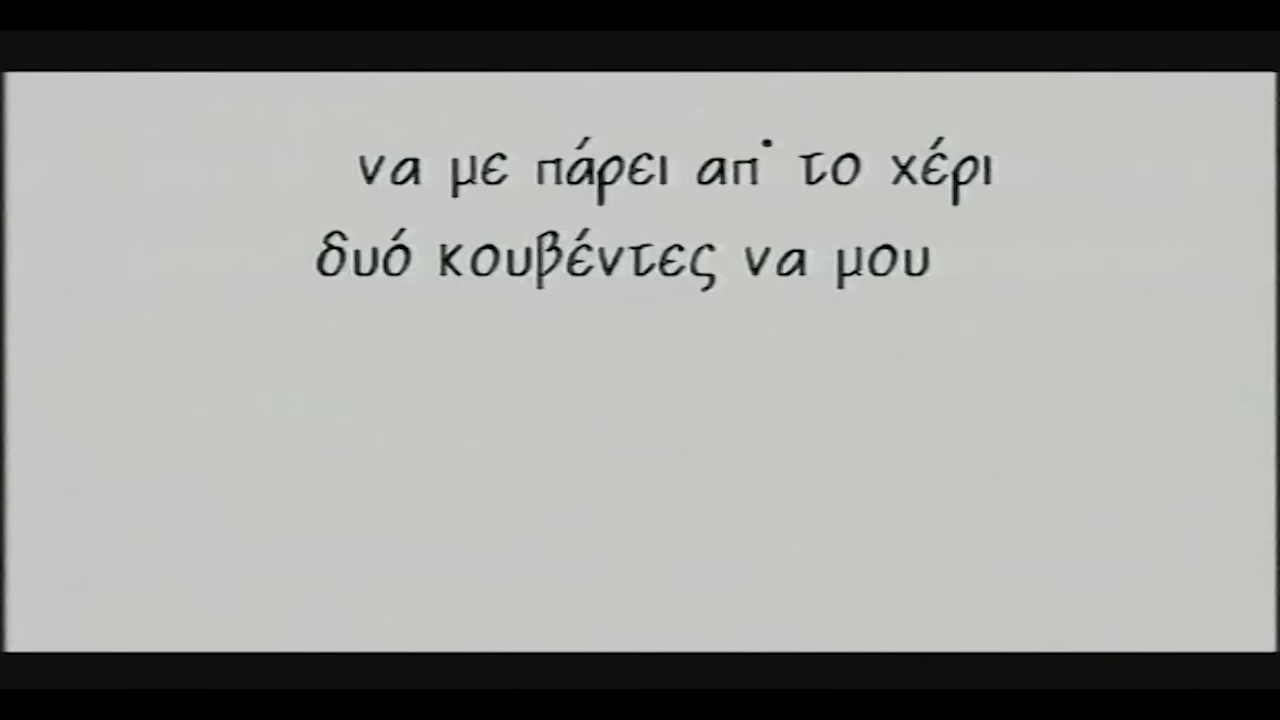 να με πάρει απ' το χέρι
δυό κουβέντες να μου